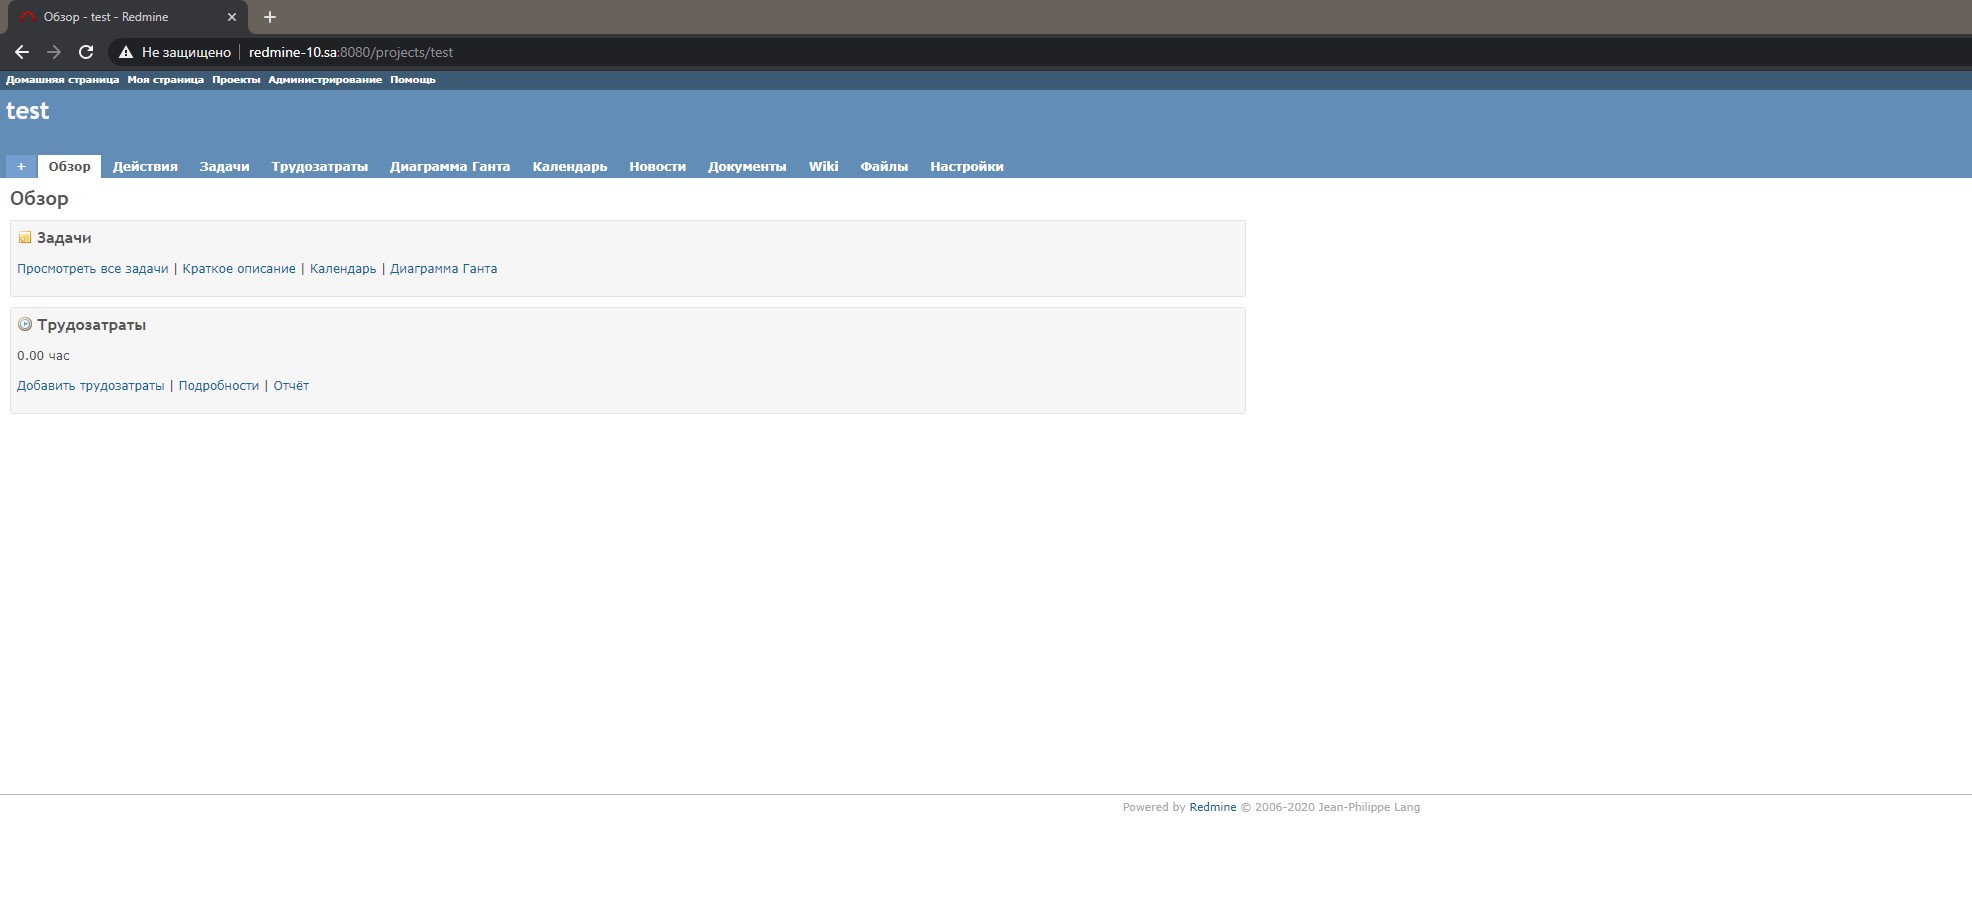 Обзор - test - Redmine
Не защищено redmine-10.sa:8080/projects/test
Домашняя страница Моя страница Проекты Администрирование Помощь
test
+ Обзор Действия Задачи Трудозатраты Диаграмма Ганта Календарь Новости Документы Wiki Файлы Настройки
Обзор
Задачи
Просмотреть все задачи | Краткое описание | Календарь | Диаграмма Ганта
Трудозатраты
0.00 час
Добавить трудозатраты | Подробности | Отчёт
Powered by Redmine © 2006-2020 Jean-Philippe Lang